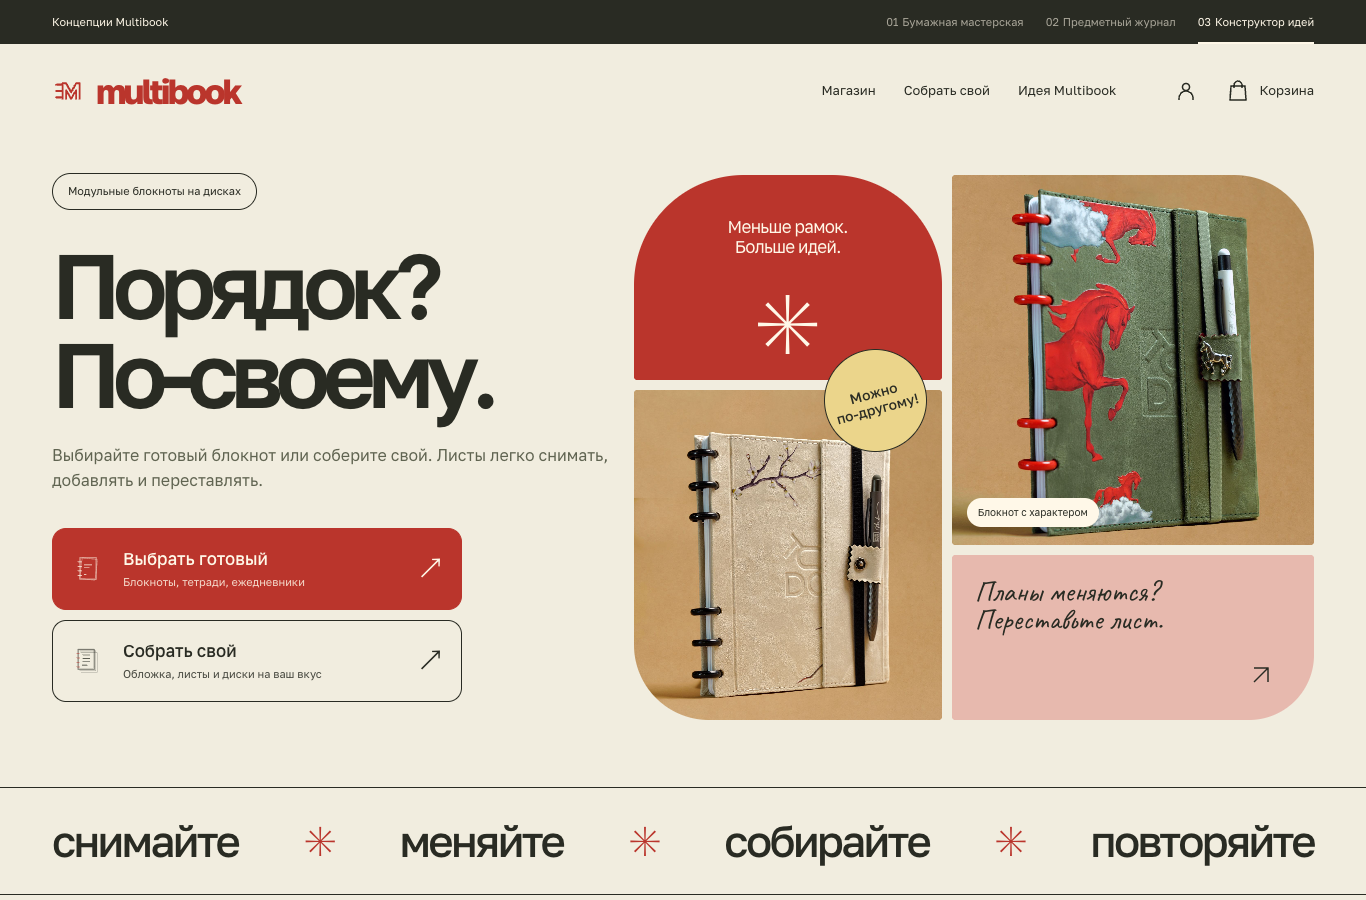 Концепции Multibook
01 Бумажная мастерская
02 Предметный журнал
03 Конструктор идей
multibook
Магазин
Собрать свой
Идея Multibook
Корзина
Модульные блокноты на дисках
Порядок?
По-своему.
Выбирайте готовый блокнот или соберите свой. Листы легко снимать,
добавлять и переставлять.
Выбрать готовый
Блокноты, тетради, ежедневники
Собрать свой
Обложка, листы и диски на ваш вкус
Меньше рамок.
Больше идей.
Можно
по-другому!
Блокнот с характером
Планы меняются?
Переставьте лист.
снимайте
меняйте
собирайте
повторяйте